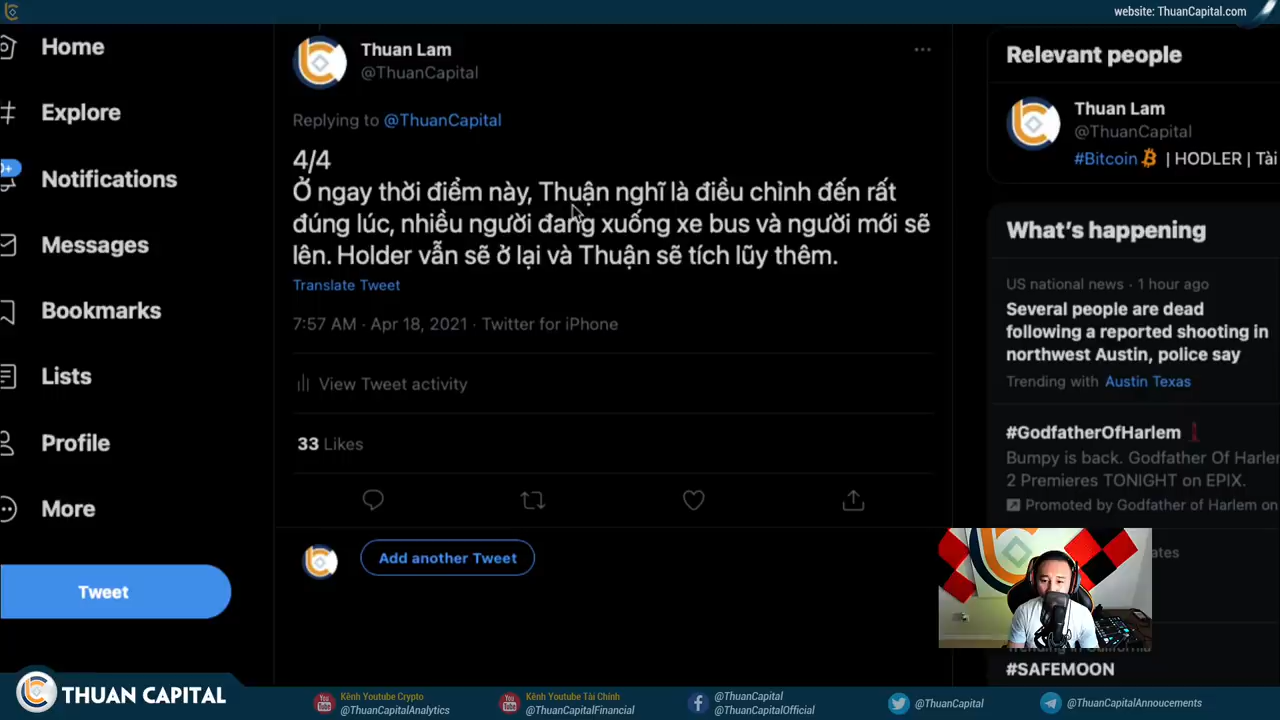 website: ThuanCapital.com
Home
Explore
Notifications
Messages
Bookmarks
Lists
Profile
More
Tweet
Thuan Lam
@ThuanCapital
Replying to @ThuanCapital
4/4
Ở ngay thời điểm này, Thuận nghĩ là điều chỉnh đến rất
đúng lúc, nhiều người đang xuống xe bus và người mới sẽ
lên. Holder vẫn sẽ ở lại và Thuận sẽ tích lũy thêm.
Translate Tweet
7:57 AM · Apr 18, 2021 · Twitter for iPhone
View Tweet activity
33 Likes
Add another Tweet
Relevant people
Thuan Lam
@ThuanCapital
#Bitcoin | HODLER | Tài
What's happening
US national news · 1 hour ago
Several people are dead
following a reported shooting in
northwest Austin, police say
Trending with Austin Texas
#GodfatherOfHarlem
Bumpy is back. Godfather Of Harler
2 Premieres TONIGHT on EPIX.
Promoted by Godfather of Harlem on
#SAFEMOON
THUAN CAPITAL
Kênh Youtube Crypto
@ThuanCapitalAnalytics
Kênh Youtube Tài Chính
@ThuanCapitalFinancial
@ThuanCapital
@ThuanCapitalOfficial
@ThuanCapital
@ThuanCapitalAnnoucements